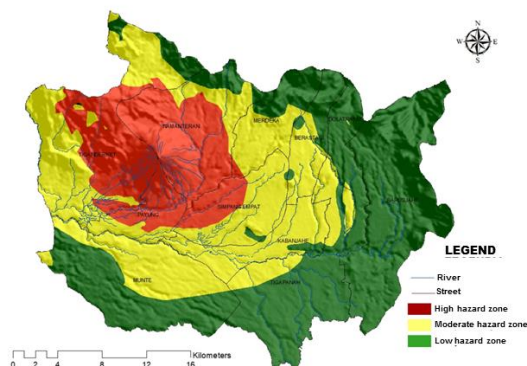 N
W E
S
NAMANTERAN
MERDEKA
BERASTAGI
PAYUNG
SIMPANG EMPAT
KABANJAHE
MUNTE
TIGAPANAH
LEGEND
River
Street
High hazard zone
Moderate hazard zone
Low hazard zone
0 2 4 8 12 16
Kilometers